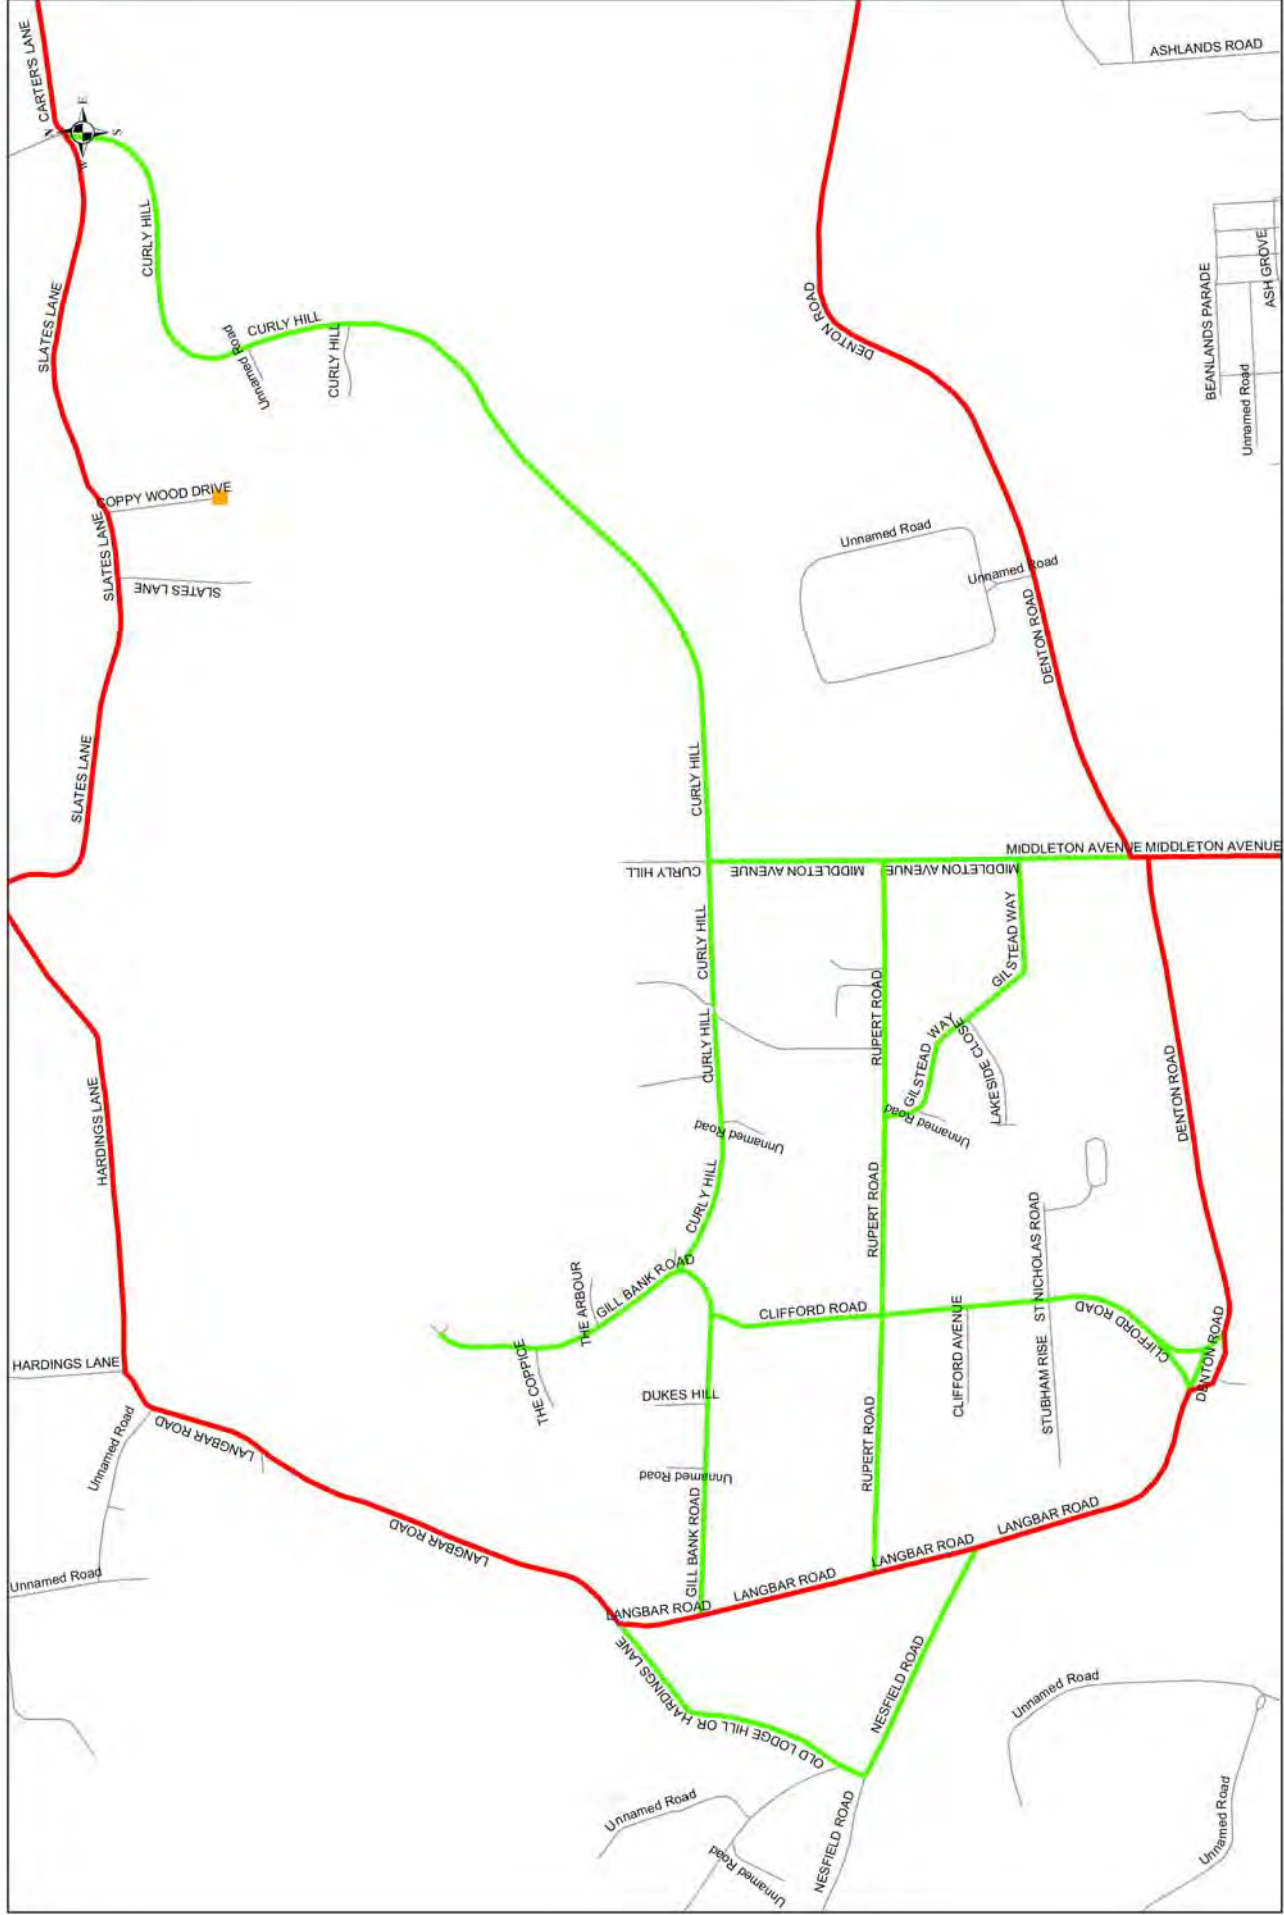 CARTER'S LANE
ASHLANDS ROAD
N
E
S
W
CURLY HILL
SLATES LANE
CURLY HILL
Unnamed Road
Unnamed Road
CURLY HILL
DENTON ROAD
DENTON ROAD
BEANLANDS PARADE
ASH GROVE
Unnamed Road
COPPY WOOD DRIVE
SLATES LANE
SLATES LANE
Unnamed Road
Unnamed Road
DENTON ROAD
SLATES LANE
CURLY HILL
MIDDLETON AVENUE
MIDDLETON AVENUE
CURLY HILL
MIDDLETON AVENUE
MIDDLETON AVENUE
CURLY HILL
GILSTEAD WAY
RUPERT ROAD
CURLY HILL
GILSTEAD WAY
LAKESIDE CLOSE
DENTON ROAD
HARDINGS LANE
Unnamed Road
Unnamed Road
Unnamed Road
Unnamed Road
CURLY HILL
RUPERT ROAD
ST NICHOLAS ROAD
THE ARBOUR
GILL BANK ROAD
CLIFFORD ROAD
CLIFFORD AVENUE
CLIFFORD ROAD
STUBHAM RISE
DENTON ROAD
HARDINGS LANE
THE COPPICE
DUKES HILL
Unnamed Road
LANGBAR ROAD
RUPERT ROAD
Unnamed Road
GILL BANK ROAD
LANGBAR ROAD
LANGBAR ROAD
LANGBAR ROAD
Unnamed Road
LANGBAR ROAD
LANGBAR ROAD
OLD LODGE HILL OR HARDINGS LANE
NESFIELD ROAD
Unnamed Road
Unnamed Road
NESFIELD ROAD
Unnamed Road
Unnamed Road